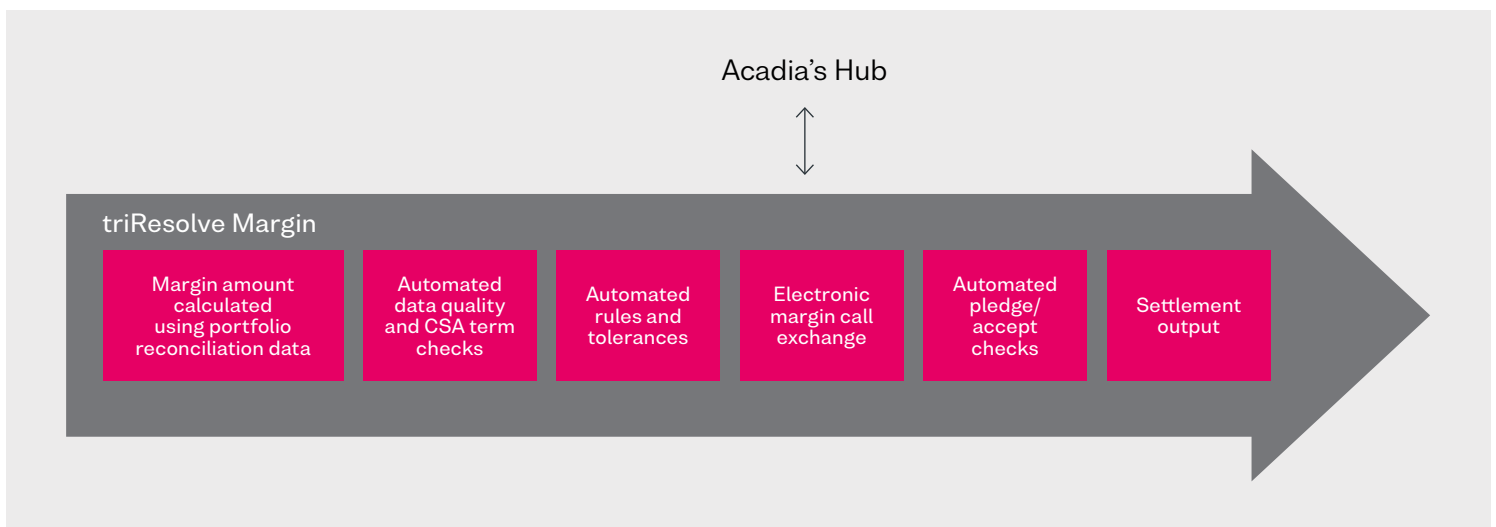 Acadia's Hub
triResolve Margin
Margin amount
calculated
using portfolio
reconciliation data
Automated
data quality
and CSA term
checks
Automated
rules and
tolerances
Electronic
margin call
exchange
Automated
pledge/
accept
checks
Settlement
output